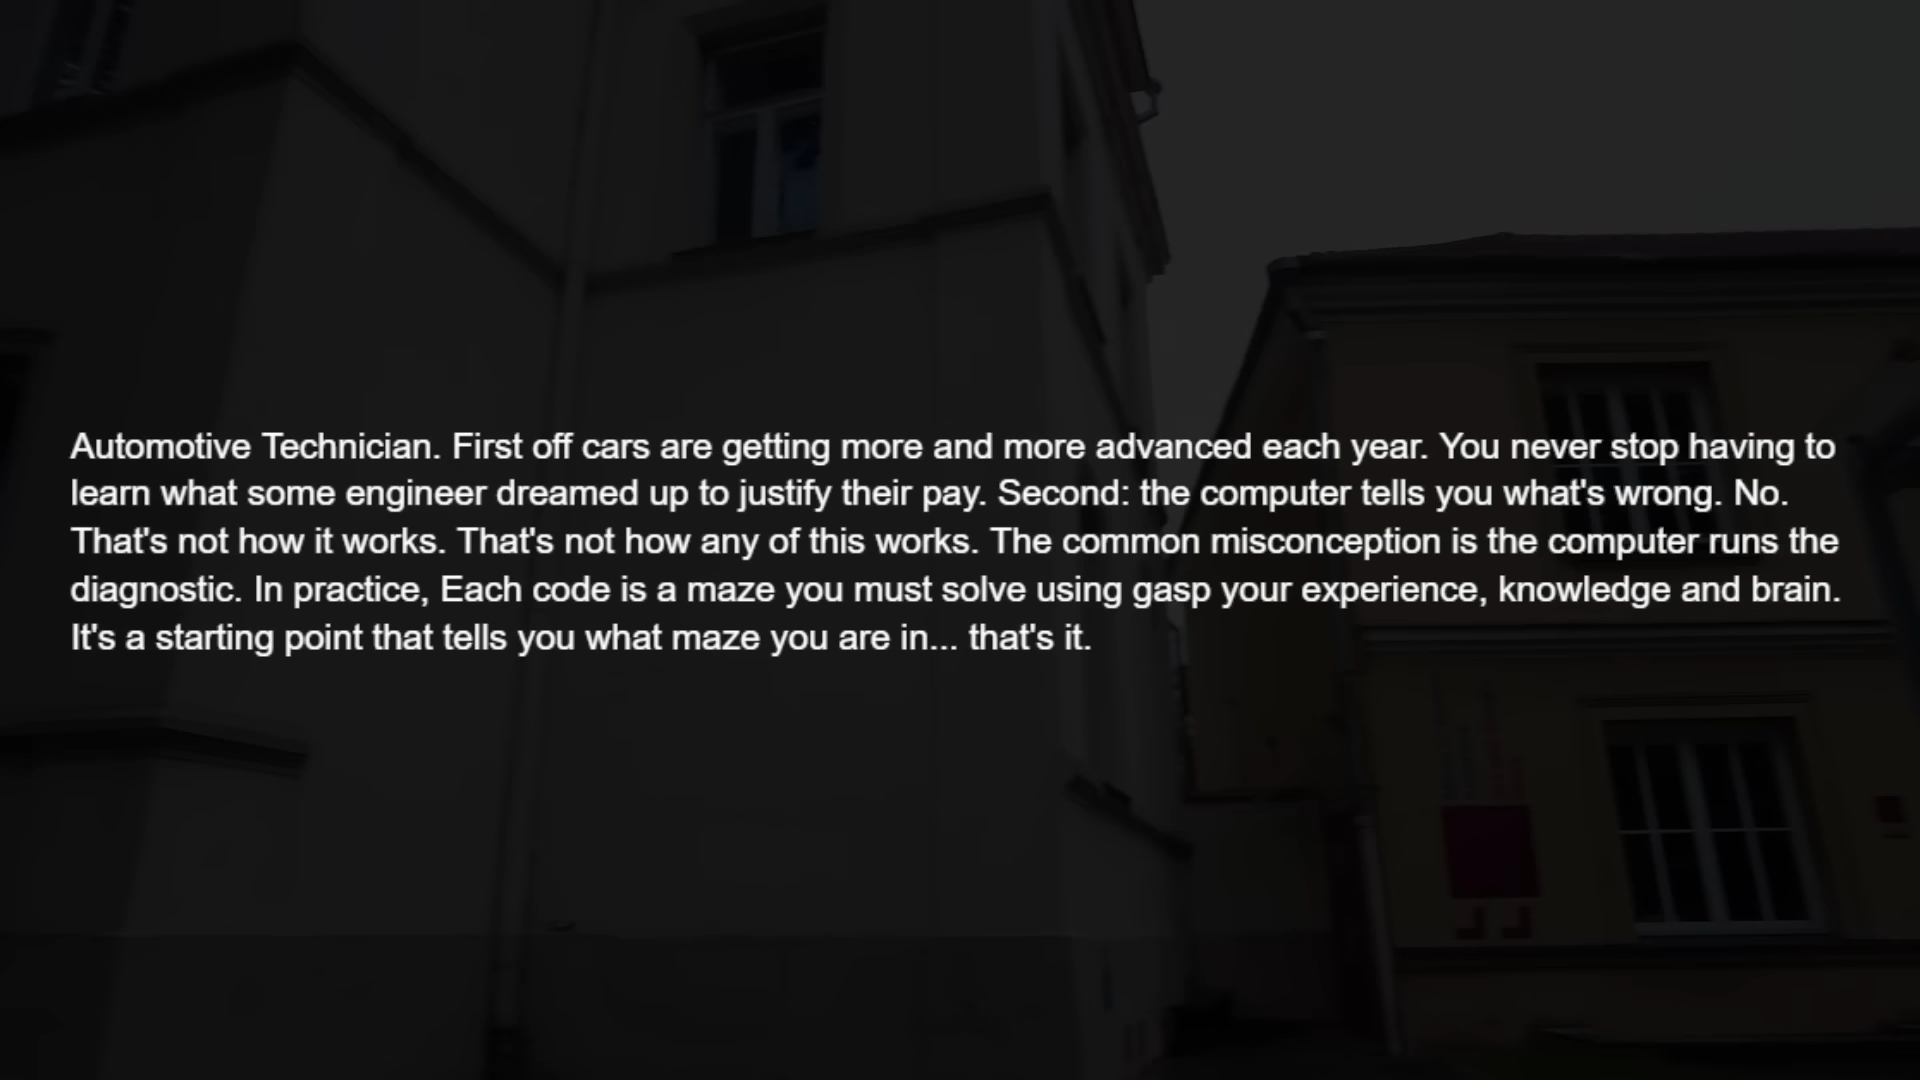 Automotive Technician. First off cars are getting more and more advanced each year. You never stop having to
learn what some engineer dreamed up to justify their pay. Second: the computer tells you what's wrong. No.
That's not how it works. That's not how any of this works. The common misconception is the computer runs the
diagnostic. In practice, Each code is a maze you must solve using gasp your experience, knowledge and brain.
It's a starting point that tells you what maze you are in... that's it.